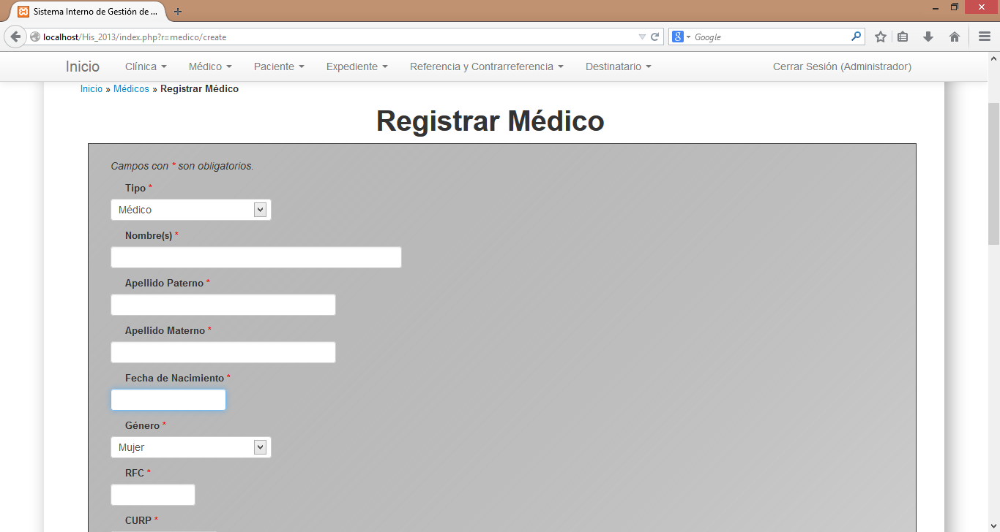 Sistema Interno de Gestión de ...
localhost/His_2013/index.php?r=medico/create
Google
Inicio Clínica Médico Paciente Expediente Referencia y Contrarreferencia Destinatario Cerrar Sesión (Administrador)
Inicio » Médicos » Registrar Médico
Registrar Médico
Campos con * son obligatorios.
Tipo *
Médico
Nombre(s) *
Apellido Paterno *
Apellido Materno *
Fecha de Nacimiento *
Género *
Mujer
RFC *
CURP *